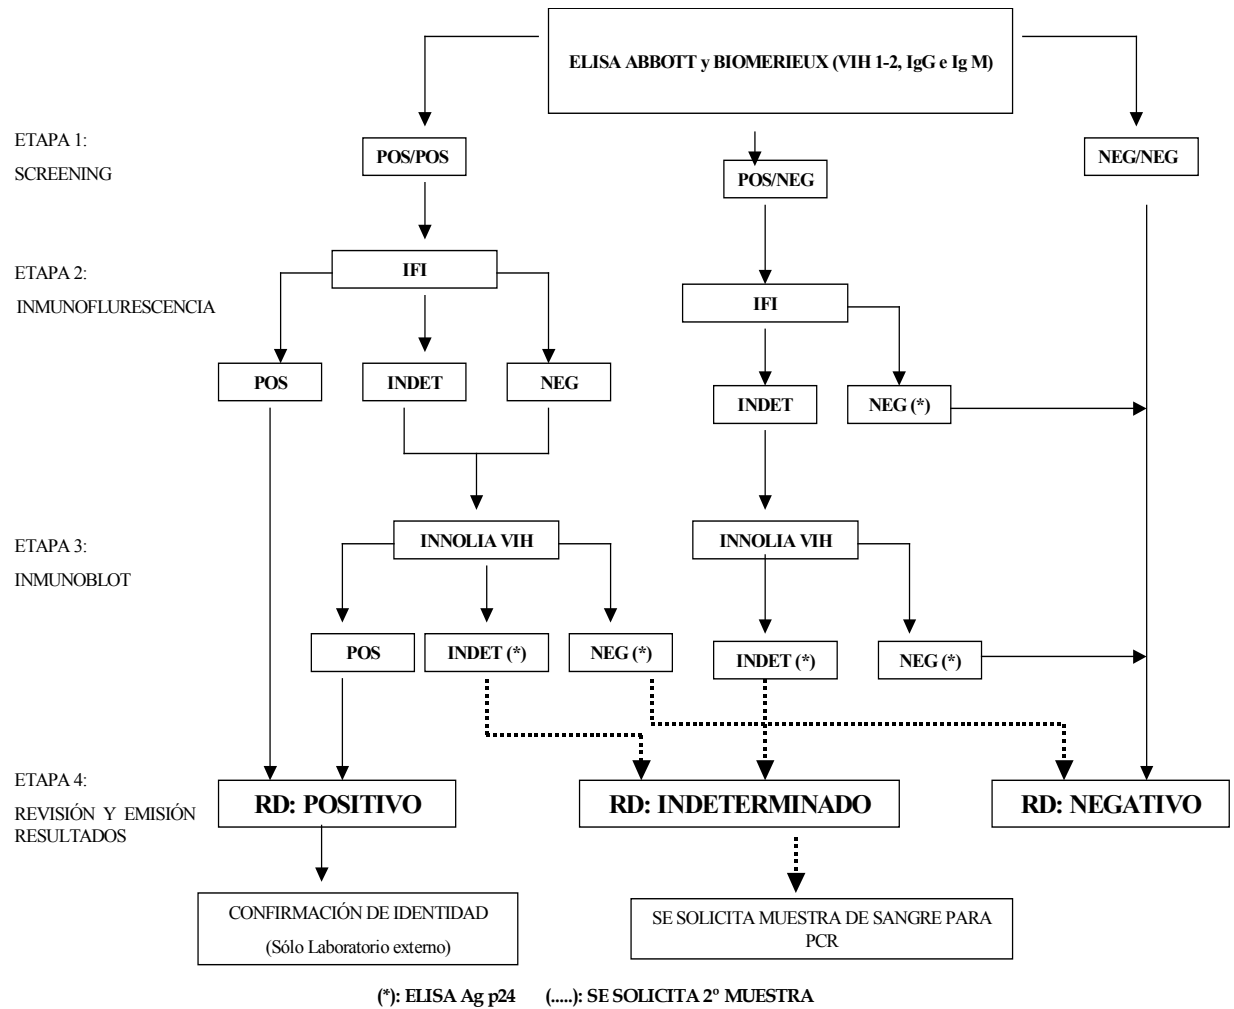 ELISA ABBOTT y BIOMERIEUX (VIH 1-2, IgG e Ig M)
ETAPA 1:
SCREENING
POS/POS
POS/NEG
NEG/NEG
ETAPA 2:
INMUNOFLURESCENCIA
IFI
IFI
POS
INDET
NEG
INDET
NEG (*)
ETAPA 3:
INMUNOBLOT
INNOLIA VIH
INNOLIA VIH
POS
INDET (*)
NEG (*)
INDET (*)
NEG (*)
ETAPA 4:
REVISIÓN Y EMISIÓN
RESULTADOS
RD: POSITIVO
RD: INDETERMINADO
RD: NEGATIVO
CONFIRMACIÓN DE IDENTIDAD
(Sólo Laboratorio externo)
SE SOLICITA MUESTRA DE SANGRE PARA
PCR
(*): ELISA Ag p24 (.....): SE SOLICITA 2º MUESTRA